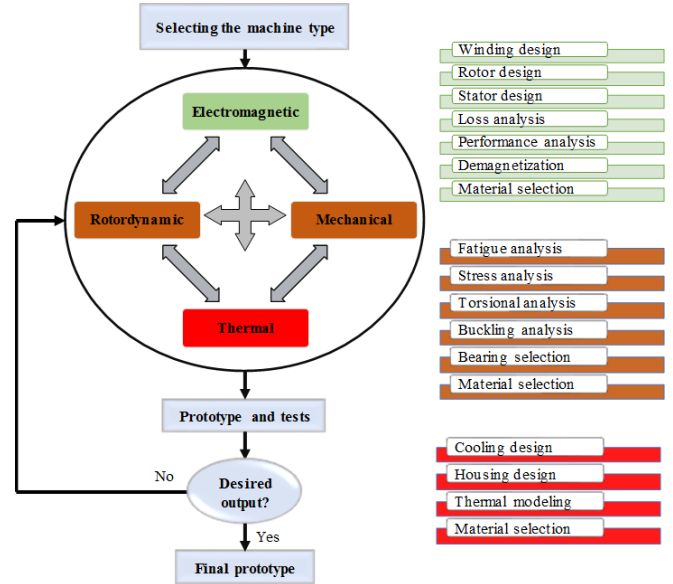 Selecting the machine type
Electromagnetic
Rotordynamic
Mechanical
Thermal
Prototype and tests
Desired
output?
No
Yes
Final prototype
Winding design
Rotor design
Stator design
Loss analysis
Performance analysis
Demagnetization
Material selection
Fatigue analysis
Stress analysis
Torsional analysis
Buckling analysis
Bearing selection
Material selection
Cooling design
Housing design
Thermal modeling
Material selection